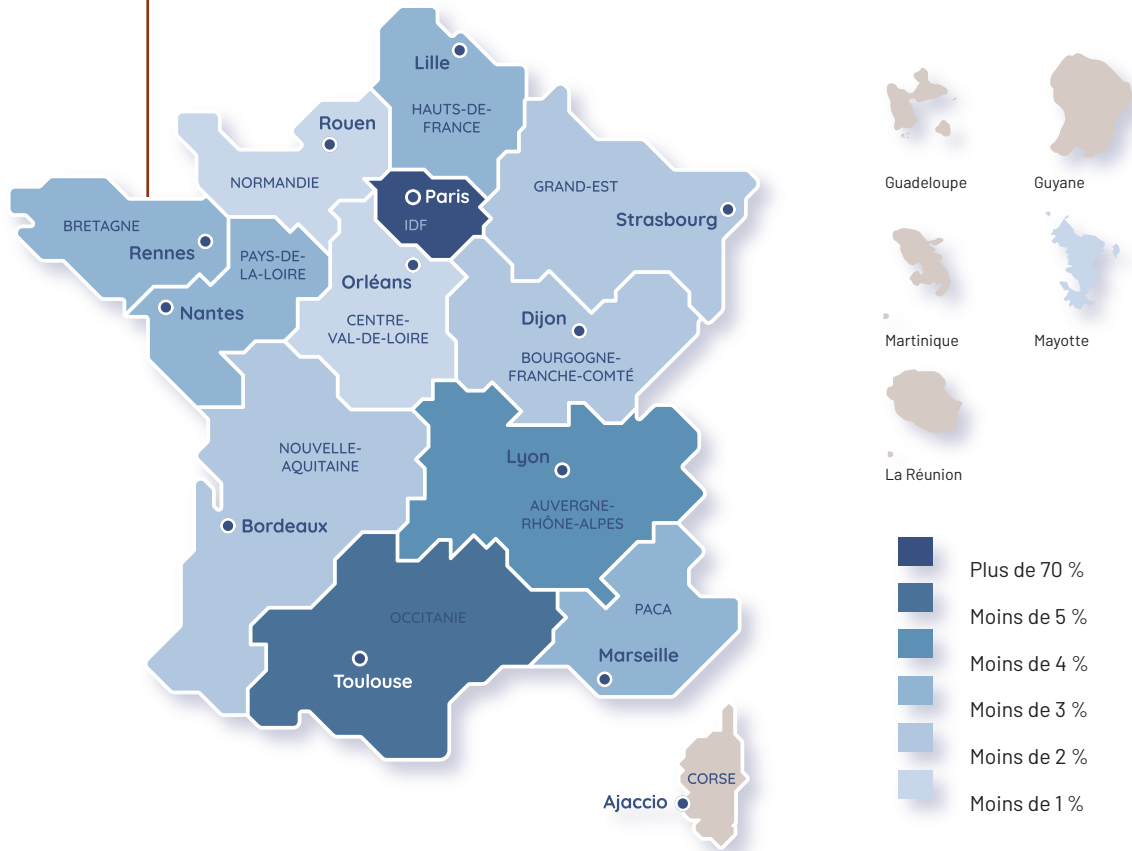 Lille
HAUTS-DE-
FRANCE
Rouen
NORMANDIE
Paris
IDF
GRAND-EST
Strasbourg
BRETAGNE
Rennes
PAYS-DE-
LA-LOIRE
Nantes
Orléans
CENTRE-
VAL-DE-LOIRE
Dijon
BOURGOGNE-
FRANCHE-COMTÉ
NOUVELLE-
AQUITAINE
Bordeaux
Lyon
AUVERGNE-
RHÔNE-ALPES
OCCITANIE
Toulouse
PACA
Marseille
CORSE
Ajaccio
Guadeloupe
Guyane
Martinique
Mayotte
La Réunion
Plus de 70 %
Moins de 5 %
Moins de 4 %
Moins de 3 %
Moins de 2 %
Moins de 1 %